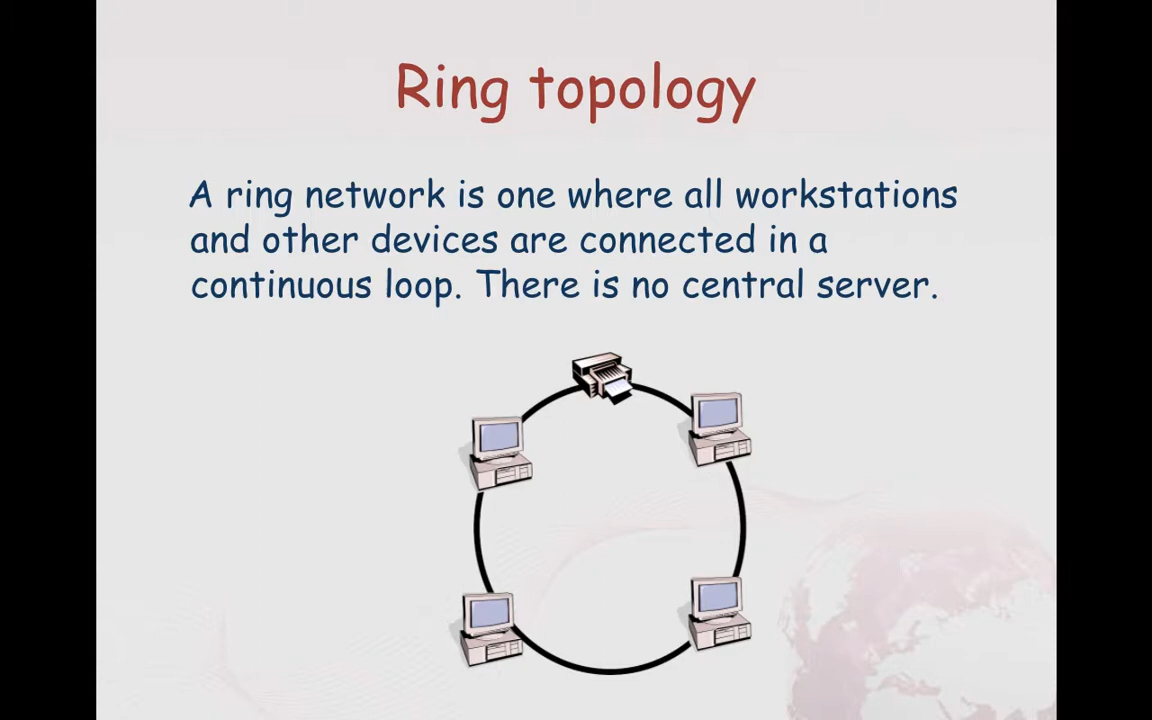 Ring topology
A ring network is one where all workstations
and other devices are connected in a
continuous loop. There is no central server.